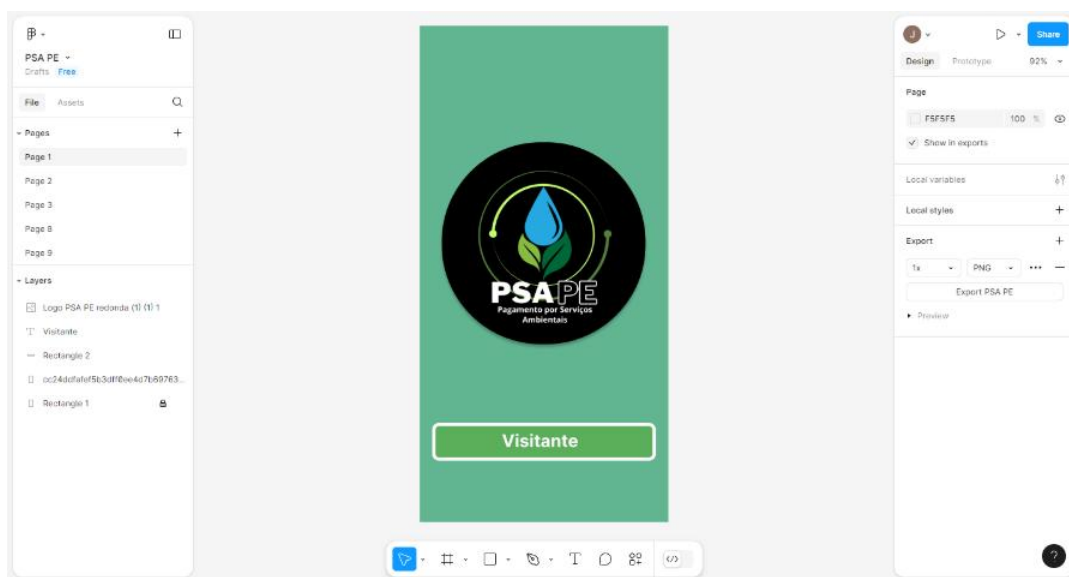 PSA PE
Drafts Free
File Assets
Pages
Page 1
Page 2
Page 3
Page 8
Page 9
Layers
Logo PSA PE redonda (1) (1) 1
Visitante
Rectangle 2
Rectangle 1
PSAPE
Pagamento por Serviços
Ambientais
Visitante
J
Share
Design Prototype 92%
Page
F5F5F5 100 %
Show in exports
Local variables
Local styles
Export
1x PNG
Export PSA PE
Preview
?